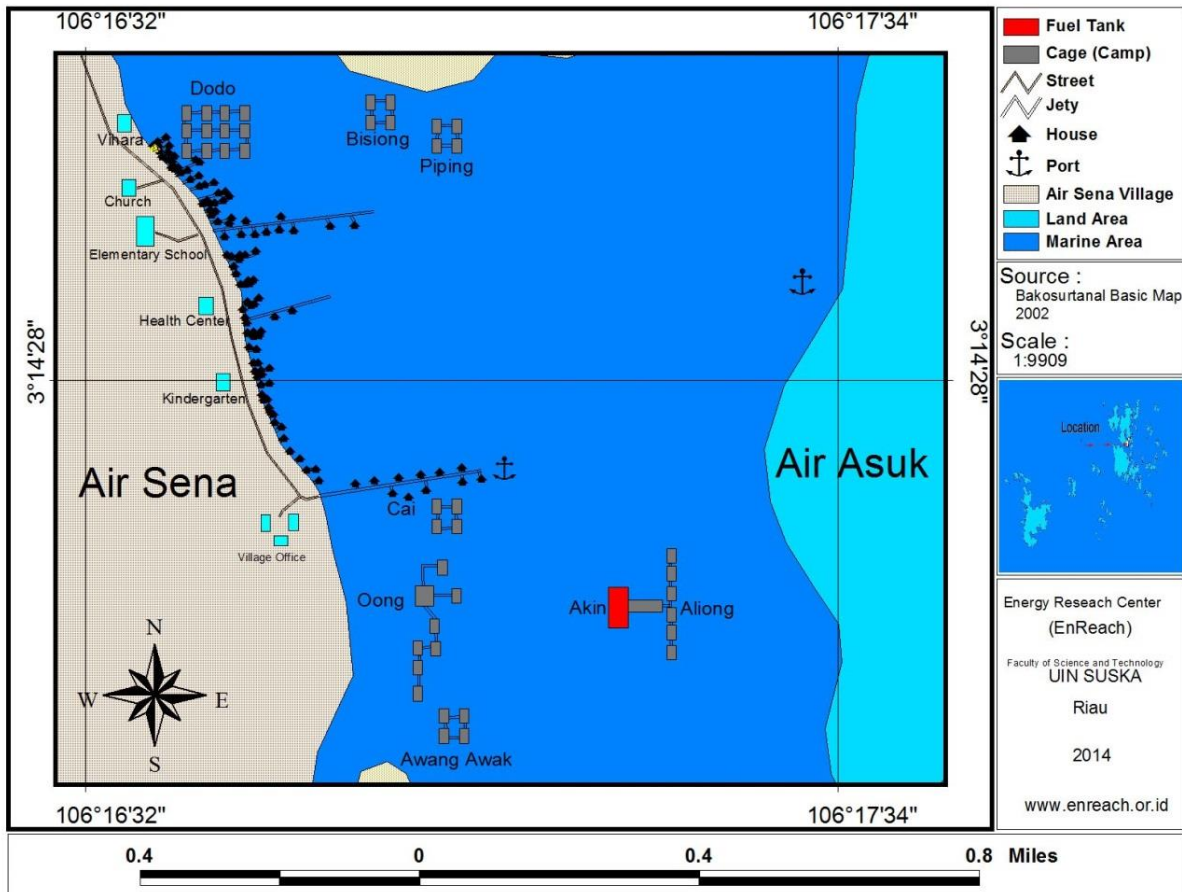 106°16'32"
106°17'34"
Dodo
Bisiong
Piping
Vihara
Church
Elementary School
Health Center
Kindergarten
3°14'28"
3°14'28"
Air Sena
Air Asuk
Cai
Village Office
Oong
Akin
Aliong
Awang Awak
N
W
E
S
106°16'32"
106°17'34"
Fuel Tank
Cage (Camp)
Street
Jety
House
Port
Air Sena Village
Land Area
Marine Area
Source :
Bakosurtanal Basic Map
2002
Scale :
1:9909
Location
Energy Reseach Center
(EnReach)
Faculty of Science and Technology
UIN SUSKA
Riau
2014
www.enreach.or.id
0.4 0 0.4 0.8 Miles